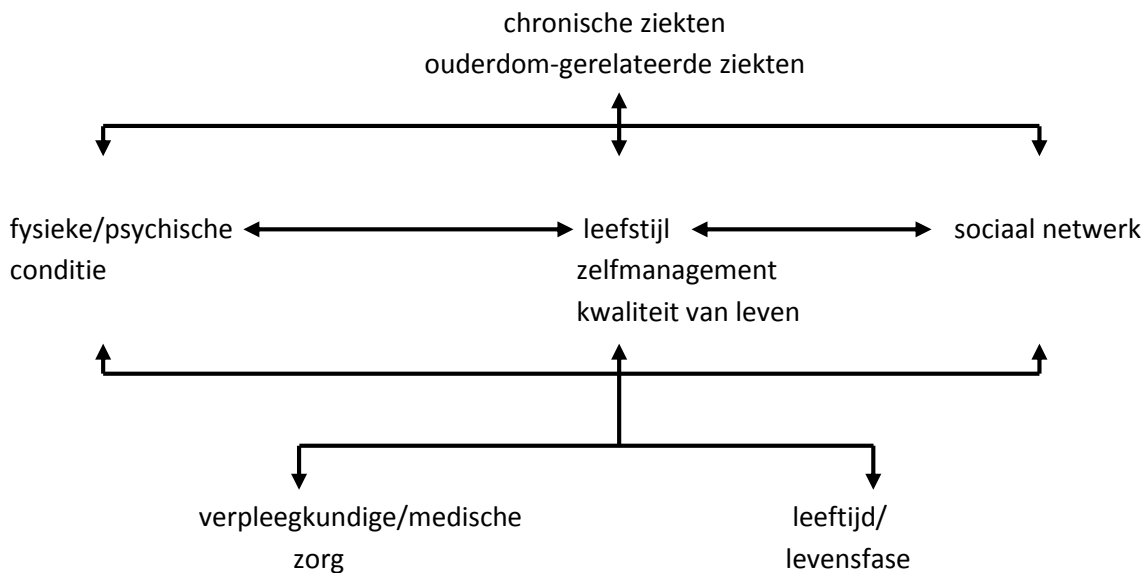 chronische ziekten
ouderdom-gerelateerde ziekten
fysieke/psychische
conditie
leefstijl
zelfmanagement
kwaliteit van leven
sociaal netwerk
verpleegkundige/medische
zorg
leeftijd/
levensfase